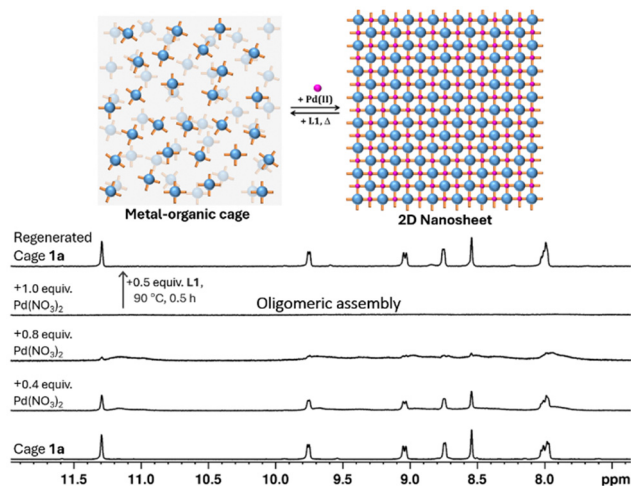 + Pd(II)
+ L1, Δ
Metal-organic cage
2D Nanosheet
Regenerated
Cage 1a
+0.5 equiv. L1,
90 °C, 0.5 h
+1.0 equiv.
Pd(NO3)2
Oligomeric assembly
+0.8 equiv.
Pd(NO3)2
+0.4 equiv.
Pd(NO3)2
Cage 1a
11.5 11.0 10.5 10.0 9.5 9.0 8.5 8.0 ppm